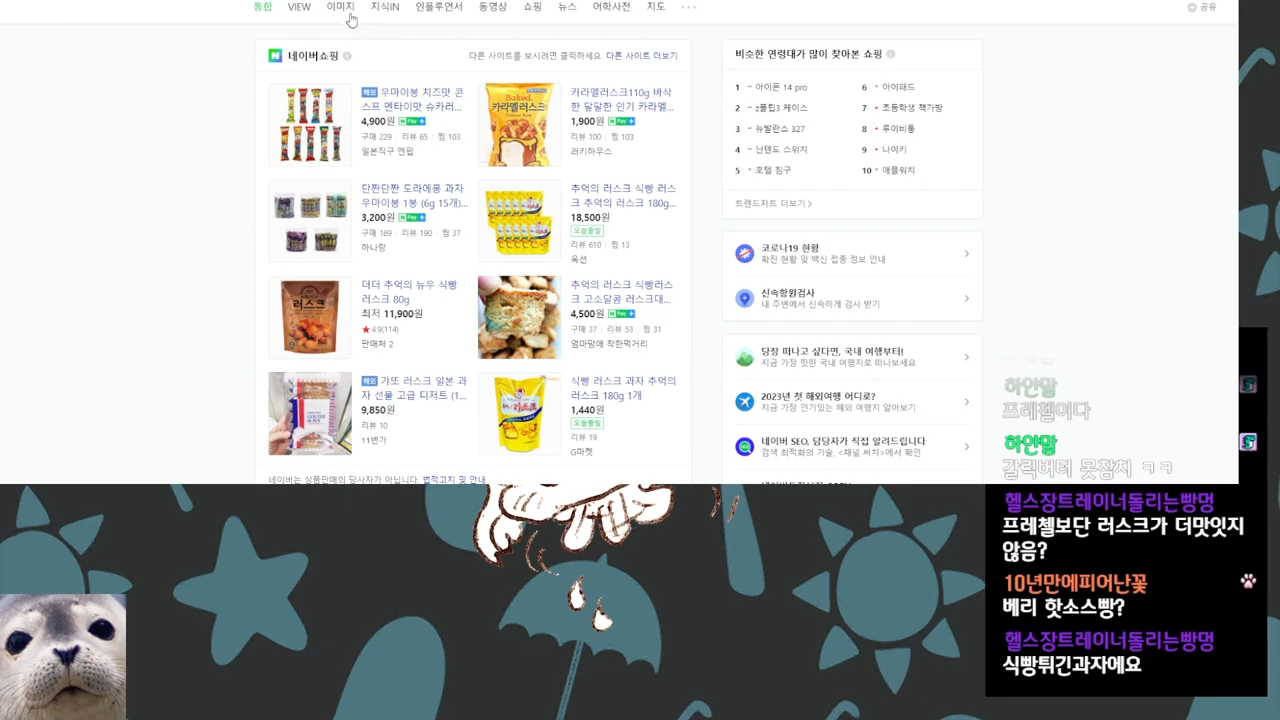 통합 VIEW 이미지 지식iN 인플루언서 동영상 쇼핑 뉴스 어학사전 지도
공유
네이버쇼핑
다른 사이트를 보시려면 클릭하세요 다른 사이트 더보기
해외 우마이봉 치즈맛 콘
스프 멘타이맛 슈카러...
4,900원 N Pay +
구매 229 리뷰 65 찜 103
일본직구 엔핍
카라멜러스크110g 바삭
한 달달한 인기 카라멜...
1,900원 N Pay +
리뷰 100 찜 103
러키하우스
단짠단짠 도라에몽 과자
우마이봉 1봉 (6g 15개)...
3,200원 N Pay +
구매 169 리뷰 190 찜 37
하나랑
추억의 러스크 식빵 러스
크 추억의 러스크 180g...
18,500원
오늘출발
리뷰 610 찜 13
옥션
더더 추억의 뉴우 식빵
러스크 80g
최저 11,900원
4.9(114)
판매처 2
추억의 러스크 식빵러스
크 고소달콤 러스크대...
4,500원 N Pay +
구매 37 리뷰 53 찜 31
엄마맘애 착한먹거리
해외 가또 러스크 일본 과
자 선물 고급 디저트 (1...
9,850원
리뷰 10
11번가
식빵 러스크 과자 추억의
러스크 180g 1개
1,440원
오늘출발
리뷰 19
G마켓
네이버는 상품판매의 당사자가 아닙니다. 법적고지 및 안내
비슷한 연령대가 많이 찾아본 쇼핑
1 - 아이폰 14 pro
2 - z플립3 케이스
3 - 뉴발란스 327
4 - 닌텐도 스위치
5 - 호텔 침구
6 - 아이패드
7 초등학생 책가방
8 루이비통
9 나이키
10 애플워치
트렌드차트 더보기
코로나19 현황
확진 현황 및 백신 접종 정보 안내
신속항원검사
내 주변에서 신속하게 검사 받기
당장 떠나고 싶다면, 국내 여행부터!
지금 가장 핫한 국내 여행지로 떠나보세요
2023년 첫 해외여행 어디로?
지금 가장 인기있는 해외 여행지 알아보기
네이버 SEO, 담당자가 직접 알려드립니다
검색 최적화의 기술, <채널 써치>에서 확인
하얀말
프레첼이다
하얀말
갈릭버터 못참치 ㅋㅋ
헬스장트레이너돌리는빵멍
프레첼보단 러스크가 더맛잇지
않음?
10년만에피어난꽃
베리 핫소스빵?
헬스장트레이너돌리는빵멍
식빵튀긴과자에요
러스크